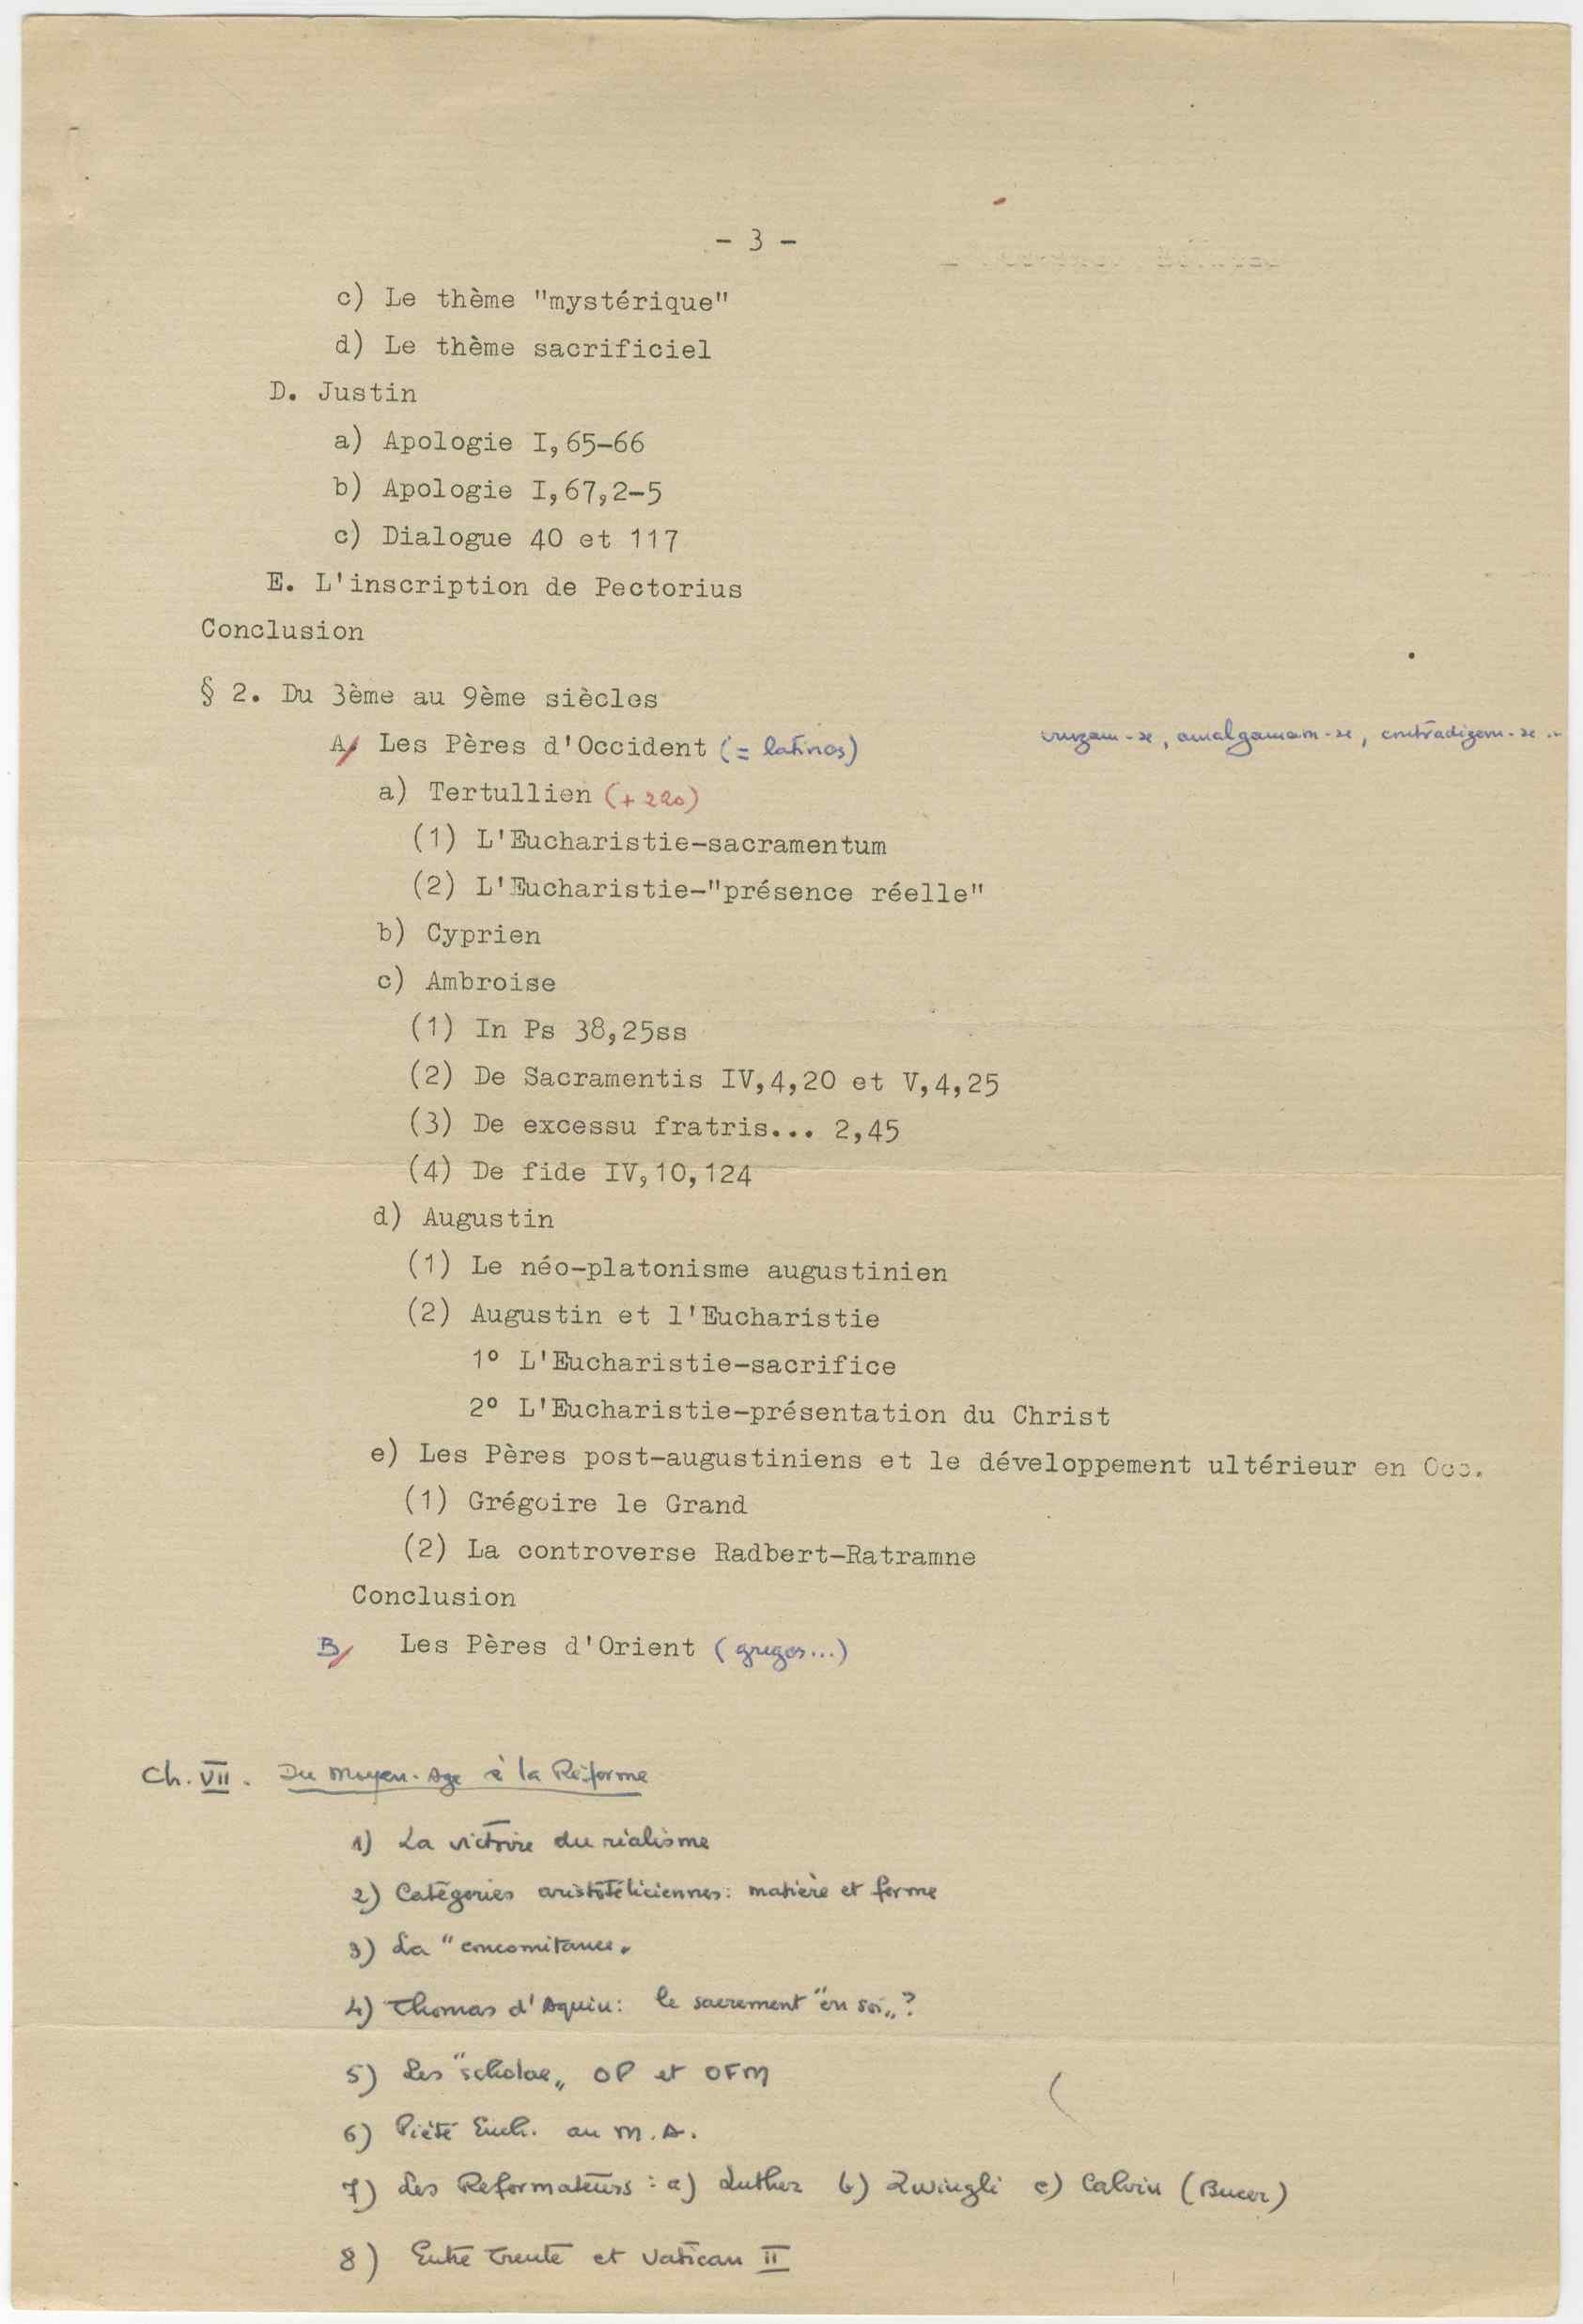 - 3 -
c) Le thème "mystérique"
d) Le thème sacrificiel
D. Justin
a) Apologie I,65-66
b) Apologie I,67,2-5
c) Dialogue 40 et 117
E. L'inscription de Pectorius
Conclusion
§ 2. Du 3ème au 9ème siècles
A/ Les Pères d'Occident (= latinos) cruzam-se, amalgamam-se, contradizem-se ...
a) Tertullien (+ 220)
(1) L'Eucharistie-sacramentum
(2) L'Eucharistie-"présence réelle"
b) Cyprien
c) Ambroise
(1) In Ps 38,25ss
(2) De Sacramentis IV,4,20 et V,4,25
(3) De excessu fratris... 2,45
(4) De fide IV,10,124
d) Augustin
(1) Le néo-platonisme augustinien
(2) Augustin et l'Eucharistie
1º L'Eucharistie-sacrifice
2º L'Eucharistie-présentation du Christ
e) Les Pères post-augustiniens et le développement ultérieur en Occ.
(1) Grégoire le Grand
(2) La controverse Radbert-Ratramne
Conclusion
B/ Les Pères d'Orient (gregos...)
Ch. VII. Du Moyen-Age à la Réforme
1) La victoire du réalisme
2) Catégories aristotéliciennes: matière et forme
3) La "concomitance"
4) Thomas d'Aquin: le sacrement "en soi"?
5) Les "scholae" OP et OFM
6) Piété Euch. au M.A.
7) Les Reformateurs: a) Luther b) Zwingli c) Calvin (Bucer)
8) Entre Trente et Vatican II